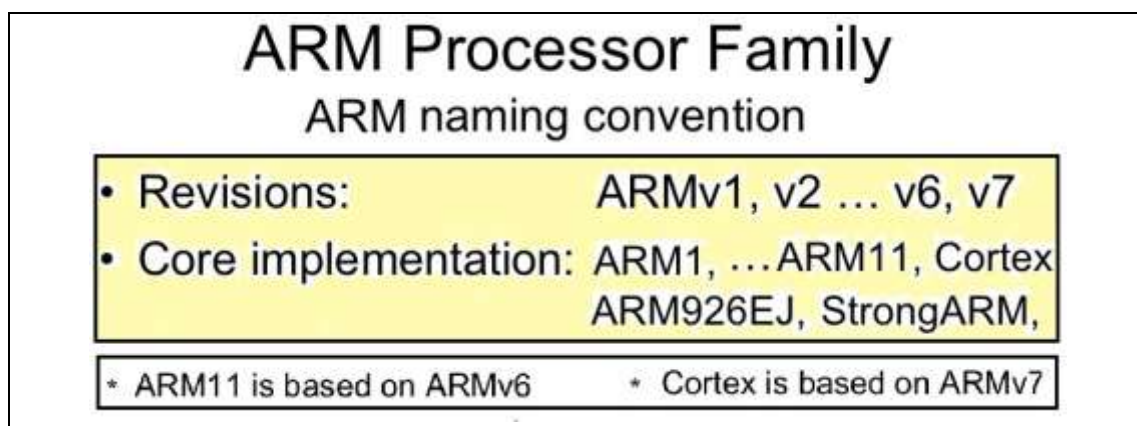 ARM Processor Family
ARM naming convention
• Revisions: ARMv1, v2 … v6, v7
• Core implementation: ARM1, …ARM11, Cortex
ARM926EJ, StrongARM,
* ARM11 is based on ARMv6 * Cortex is based on ARMv7